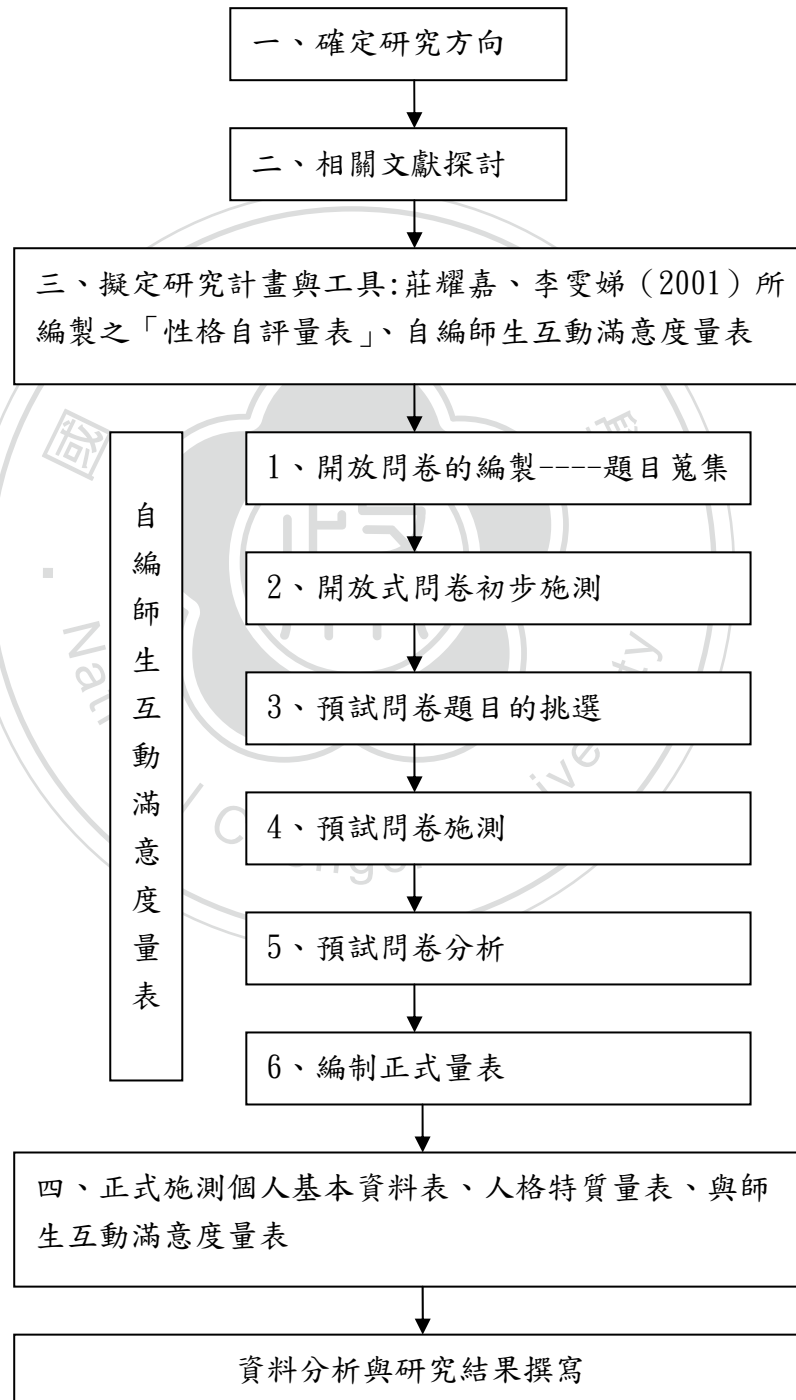 一、確定研究方向
二、相關文獻探討
三、擬定研究計畫與工具:莊耀嘉、李雯娣（2001）所
編製之「性格自評量表」、自編師生互動滿意度量表
自編師生互動滿意度量表
1、開放問卷的編製----題目蒐集
2、開放式問卷初步施測
3、預試問卷題目的挑選
4、預試問卷施測
5、預試問卷分析
6、編制正式量表
四、正式施測個人基本資料表、人格特質量表、與師
生互動滿意度量表
資料分析與研究結果撰寫